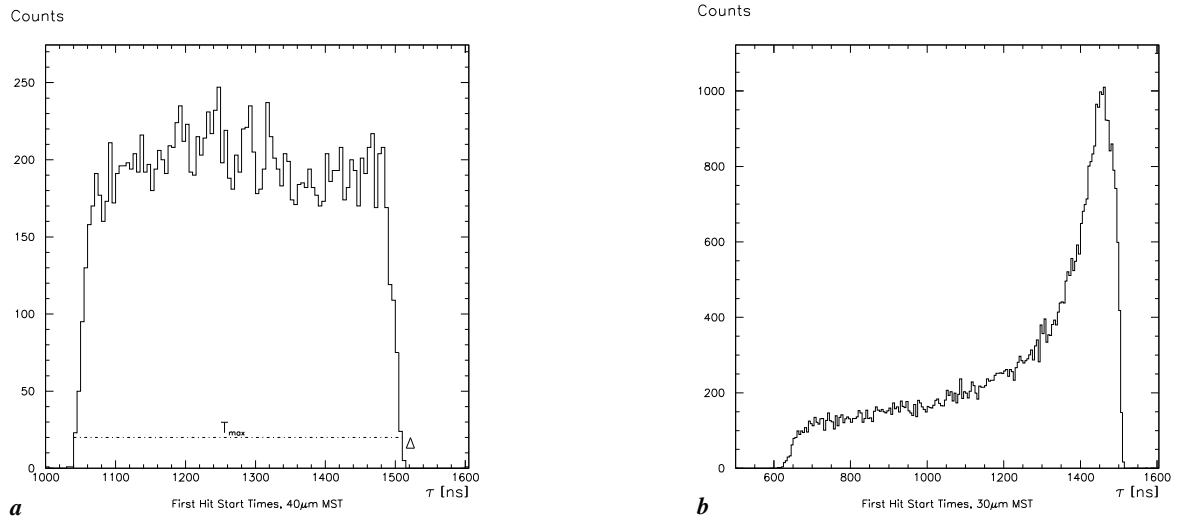 Counts
250
200
150
100
50
0
T max
Δ
1000 1100 1200 1300 1400 1500 1600
τ [ns]
First Hit Start Times, 40μm MST
a
Counts
1000
800
600
400
200
0
600 800 1000 1200 1400 1600
τ [ns]
First Hit Start Times, 30μm MST
b